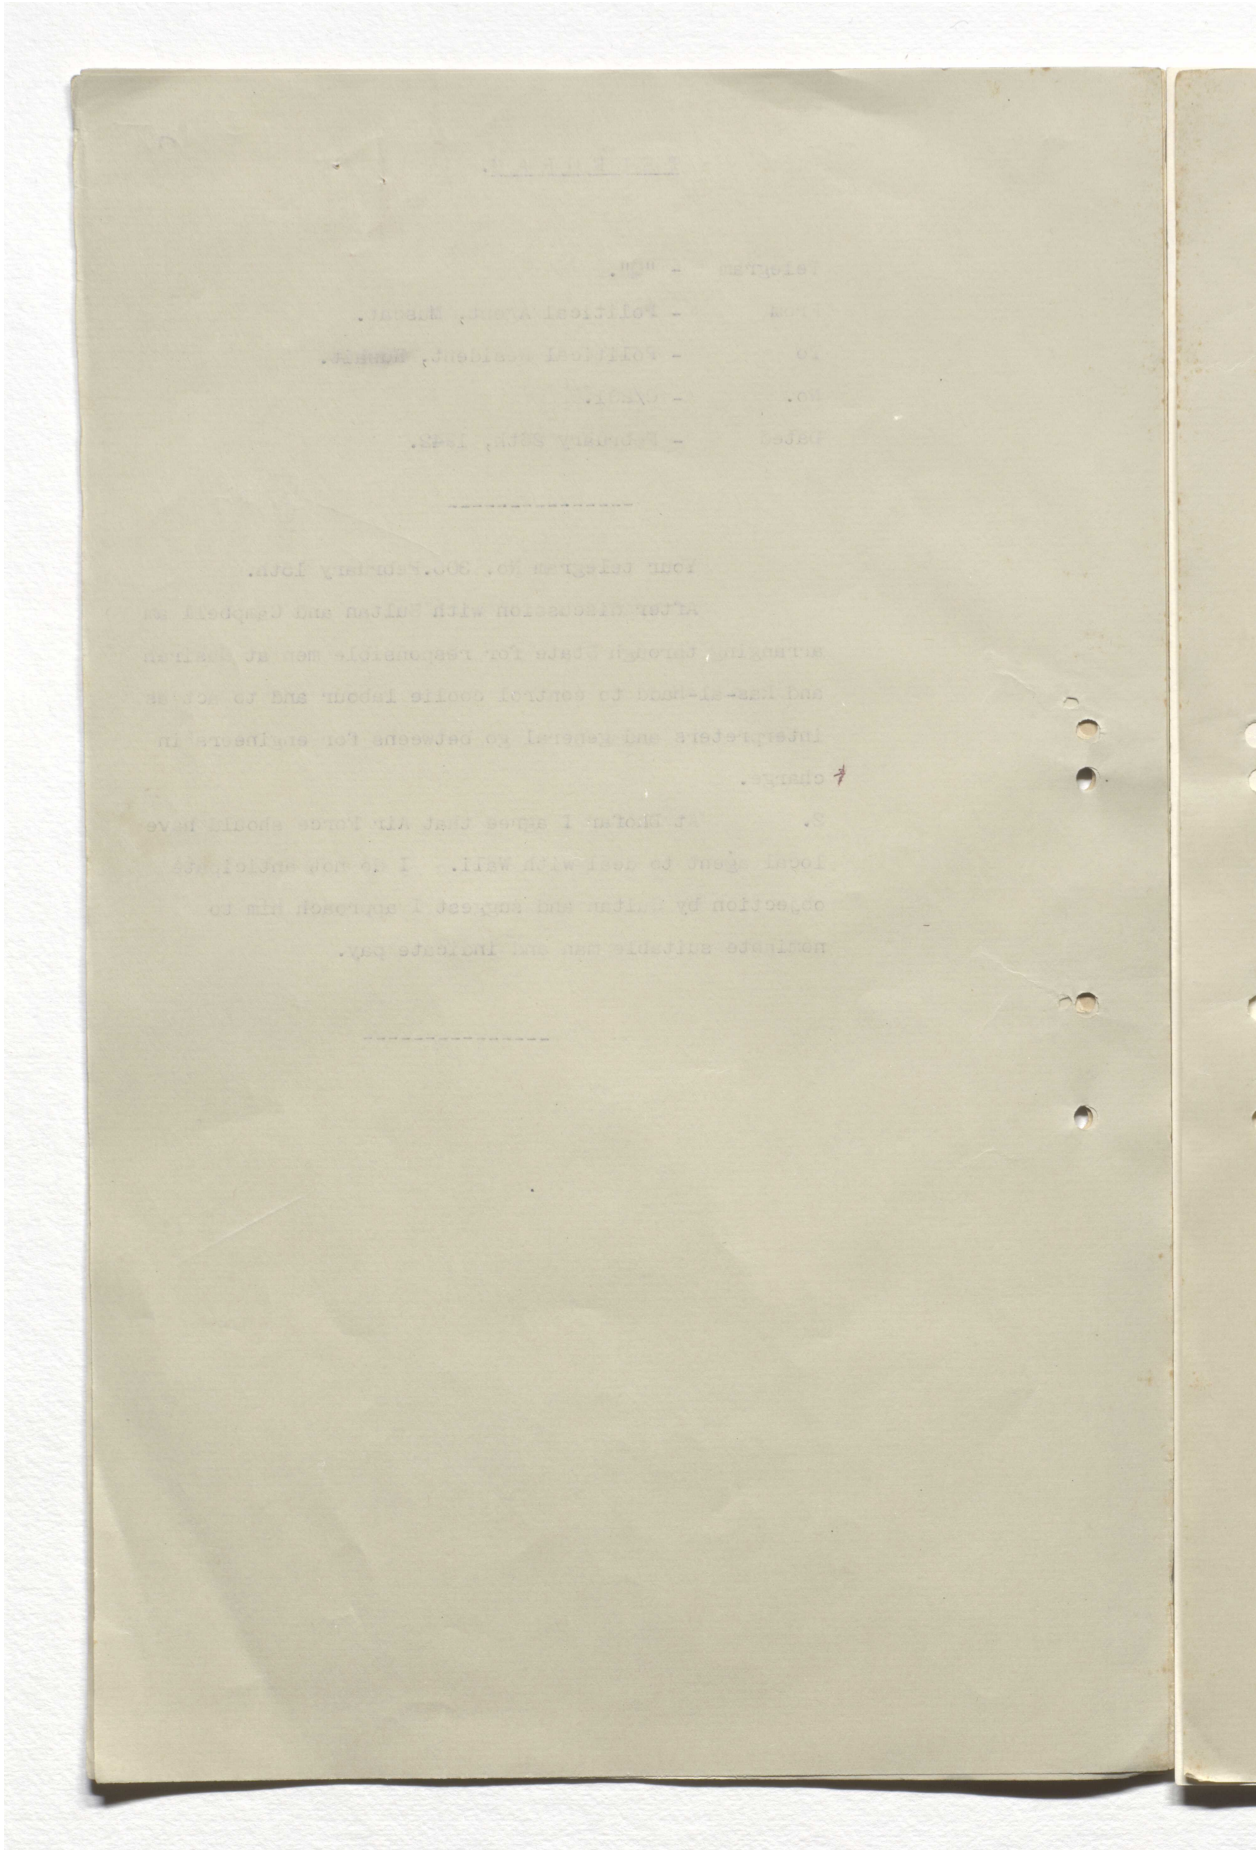 TELEGRAM.
Telegram - "Q".
From - Political Agent, Muscat.
To - Political Resident,
No. -
Dated - February
Your telegram No. February
After discussion with Sultan and Campbell am
arranging through State for responsible men at Masirah
and Ras-al-Hadd to control coolie labour and to act as
interpreters and general go betweens for engineers in
charge.
2. At Dhofar I agree that Air Force should have
local agent to deal with Wali. I do not anticipate
objection by Sultan and suggest I approach him to
nominate suitable man and indicate pay.